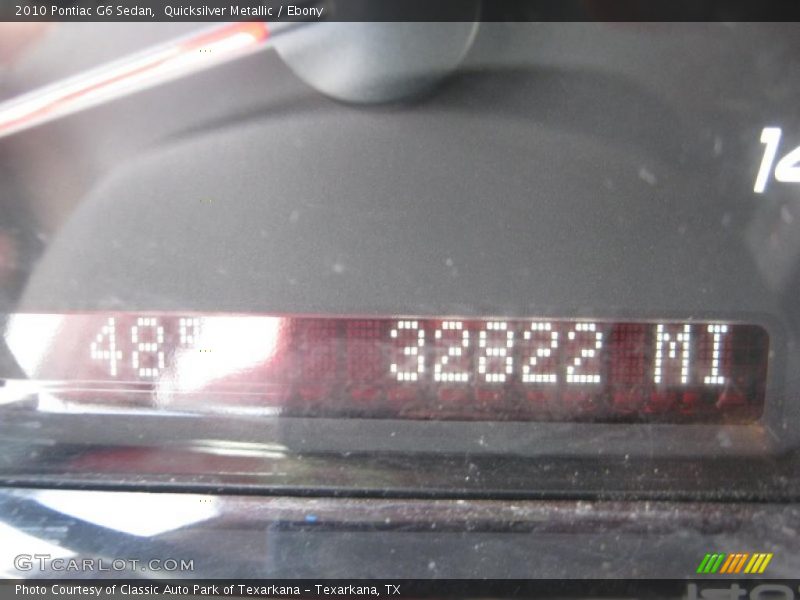 2010 Pontiac G6 Sedan,  Quicksilver Metallic / Ebony
14
48° 32822 MI
GTCARLOT.COM
Photo Courtesy of Classic Auto Park of Texarkana – Texarkana, TX